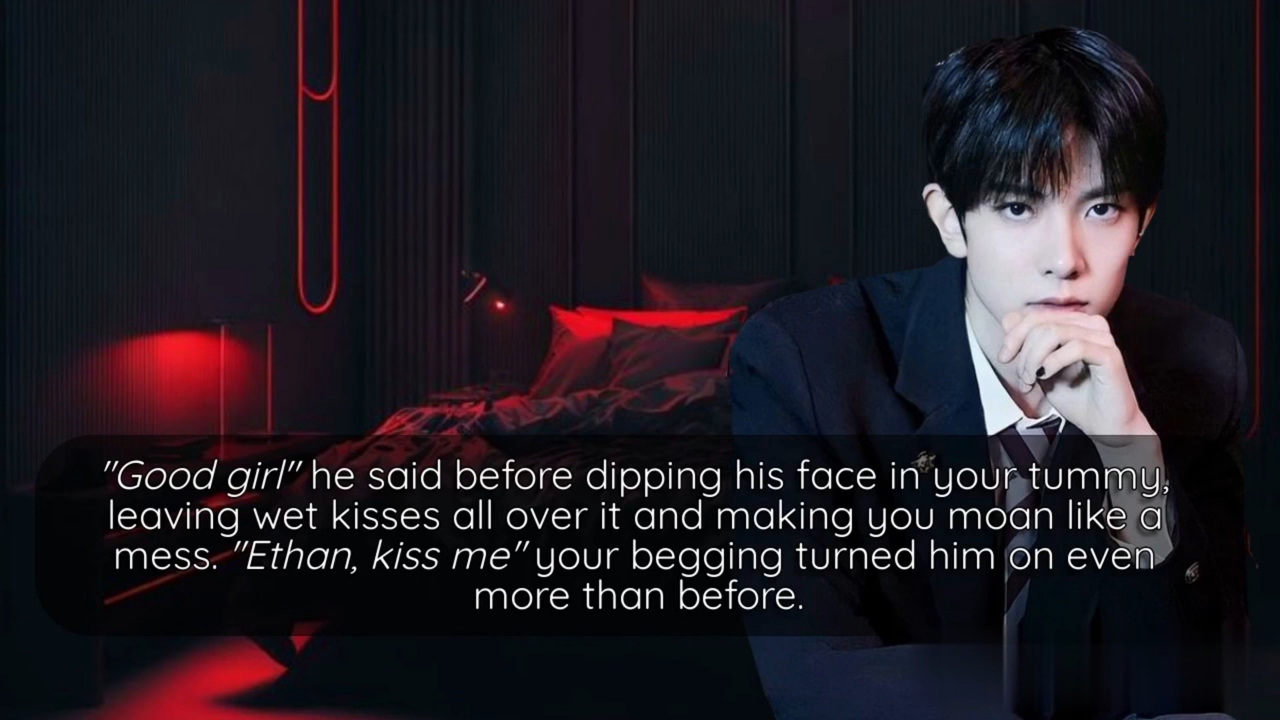 "Good girl" he said before dipping his face in your tummy,
leaving wet kisses all over it and making you moan like a
mess. "Ethan, kiss me" your begging turned him on even
more than before.